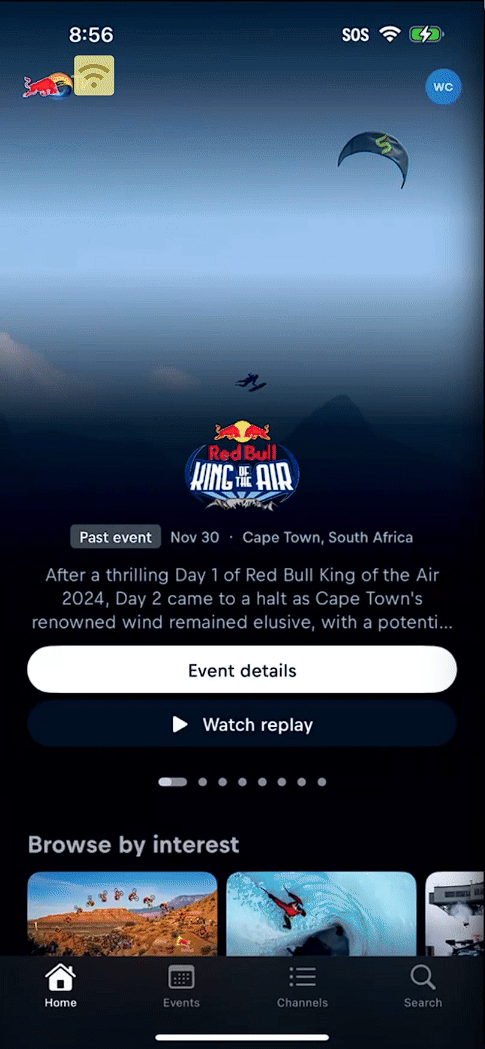 8:56
SOS
WC
Red Bull
KING OF THE AIR
Past event Nov 30 · Cape Town, South Africa
After a thrilling Day 1 of Red Bull King of the Air
2024, Day 2 came to a halt as Cape Town's
renowned wind remained elusive, with a potenti...
Event details
Watch replay
Browse by interest
Home Events Channels Search